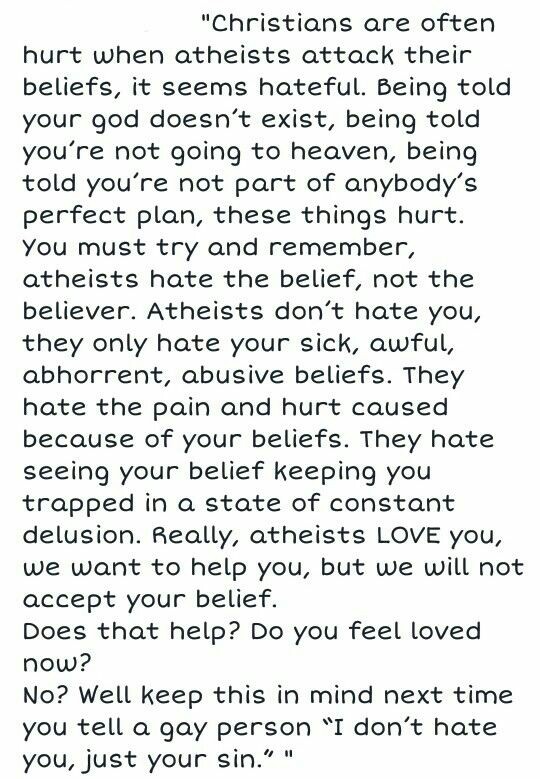 "Christians are often
hurt when atheists attack their
beliefs, it seems hateful. Being told
your god doesn't exist, being told
you're not going to heaven, being
told you're not part of anybody's
perfect plan, these things hurt.
You must try and remember,
atheists hate the belief, not the
believer. Atheists don't hate you,
they only hate your sick, awful,
abhorrent, abusive beliefs. They
hate the pain and hurt caused
because of your beliefs. They hate
seeing your belief keeping you
trapped in a state of constant
delusion. Really, atheists LOVE you,
we want to help you, but we will not
accept your belief.
Does that help? Do you feel loved
now?
No? Well keep this in mind next time
you tell a gay person "I don't hate
you, just your sin." "